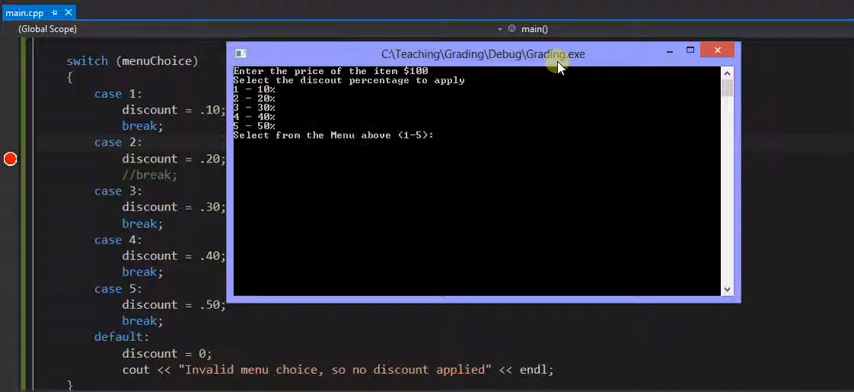 main.cpp
(Global Scope)
main()
switch (menuChoice)
{
case 1:
discount = .10;
break;
case 2:
discount = .20;
//break;
case 3:
discount = .30;
break;
case 4:
discount = .40;
break;
case 5:
discount = .50;
break;
default:
discount = 0;
cout << "Invalid menu choice, so no discount applied" << endl;
}
C:\Teaching\Grading\Debug\Grading.exe
Enter the price of the item $100
Select the discout percentage to apply
1 - 10%
2 - 20%
3 - 30%
4 - 40%
5 - 50%
Select from the Menu above (1-5):